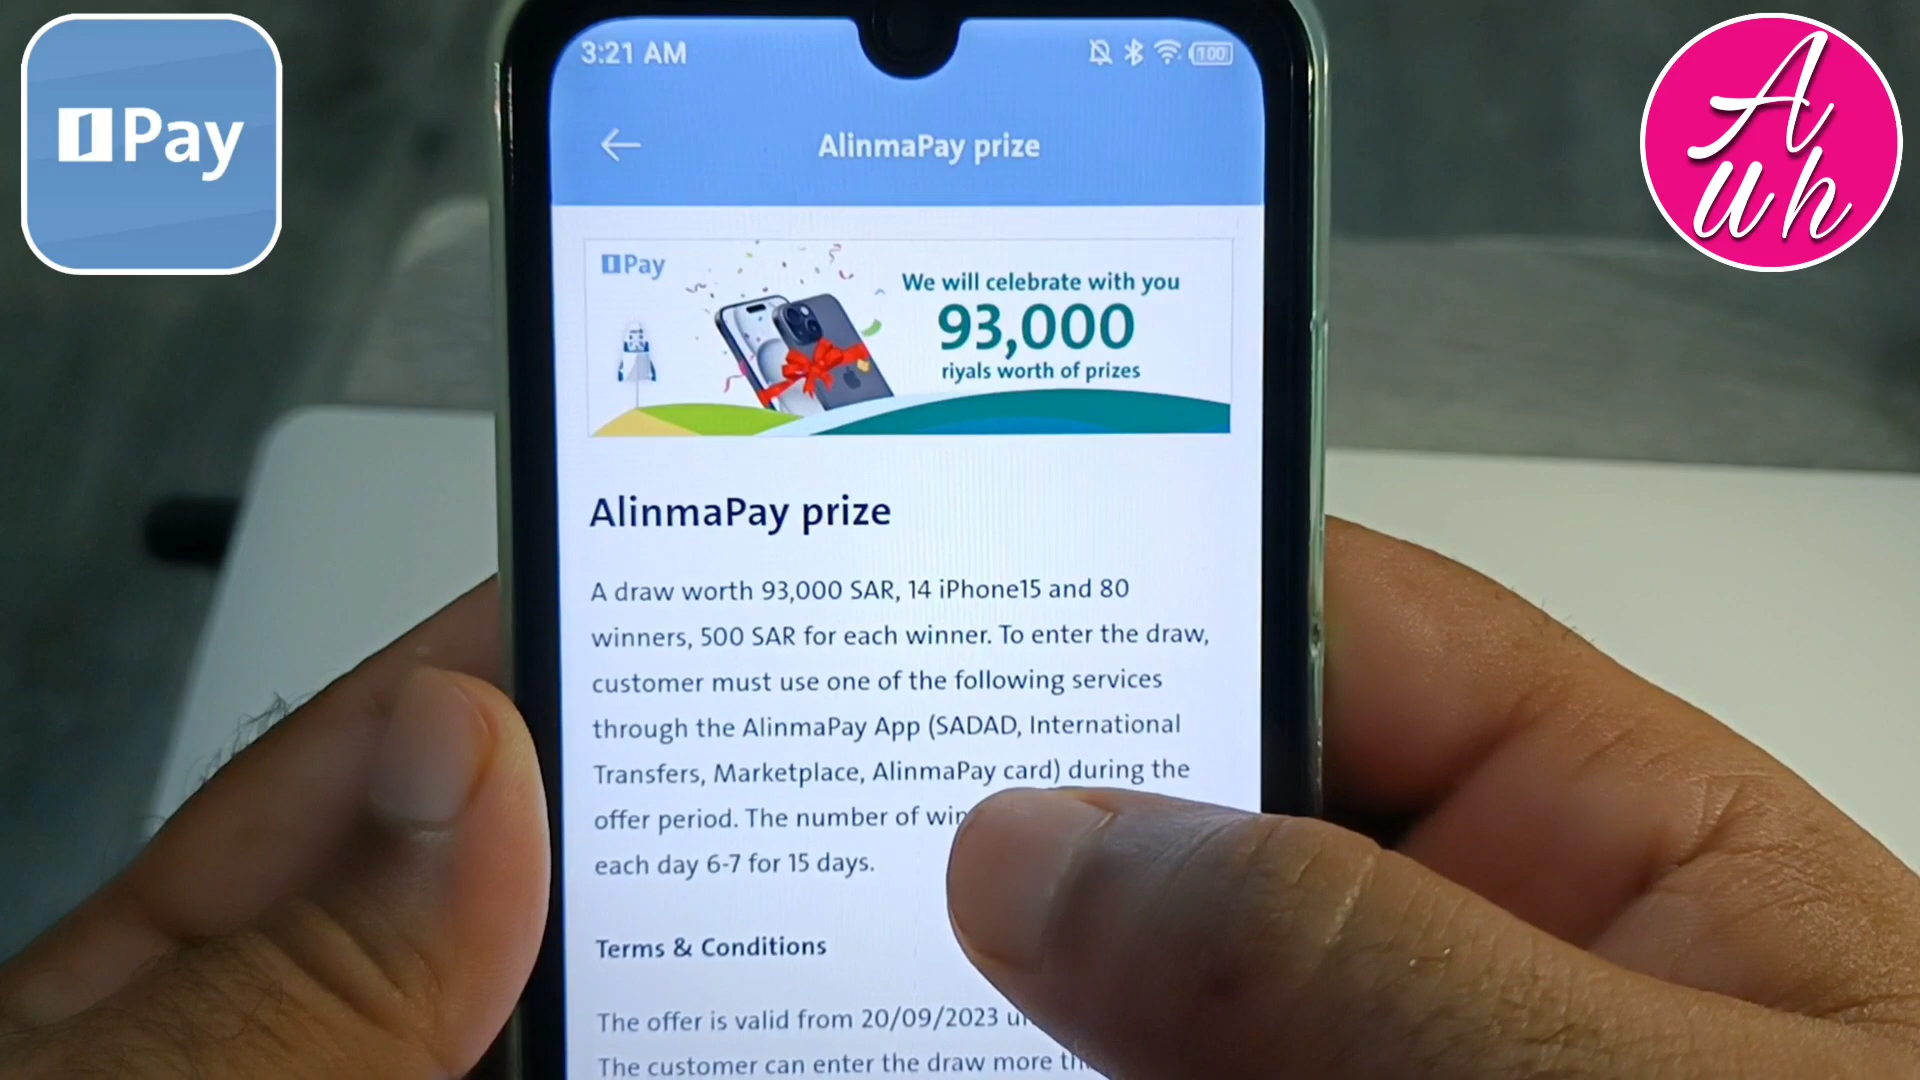 Pay
A
wh
3:21 AM
100
AlinmaPay prize
Pay
We will celebrate with you
93,000
riyals worth of prizes
AlinmaPay prize
A draw worth 93,000 SAR, 14 iPhone15 and 80
winners, 500 SAR for each winner. To enter the draw,
customer must use one of the following services
through the AlinmaPay App (SADAD, International
Transfers, Marketplace, AlinmaPay card) during the
offer period. The number of
each day 6-7 for 15 days.
Terms & Conditions
The offer is valid from 20/09/2023
The customer can enter the draw more